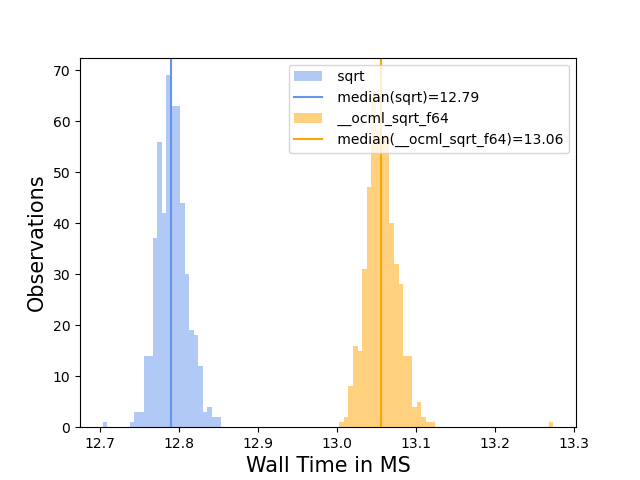 sqrt
median(sqrt)=12.79
__ocml_sqrt_f64
median(__ocml_sqrt_f64)=13.06
70
60
50
40
30
20
10
0
Observations
12.7 12.8 12.9 13.0 13.1 13.2 13.3
Wall Time in MS